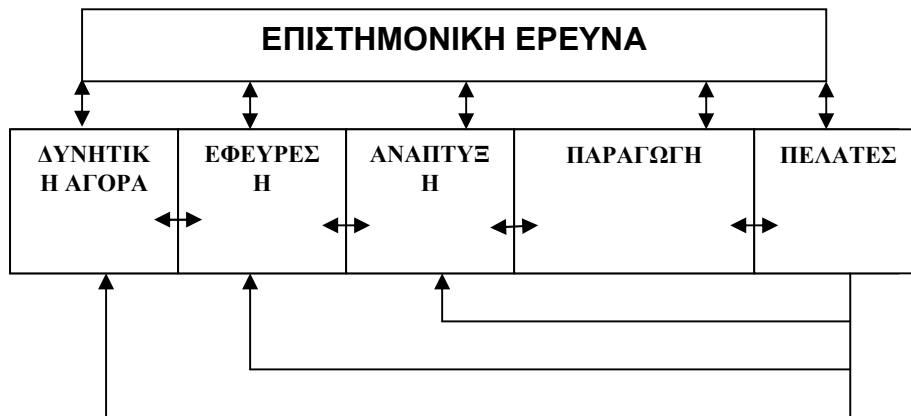 ΕΠΙΣΤΗΜΟΝΙΚΗ ΕΡΕΥΝΑ
ΔΥΝΗΤΙΚ
Η ΑΓΟΡΑ
ΕΦΕΥΡΕΣ
Η
ΑΝΑΠΤΥΞ
Η
ΠΑΡΑΓΩΓΗ
ΠΕΛΑΤΕΣ